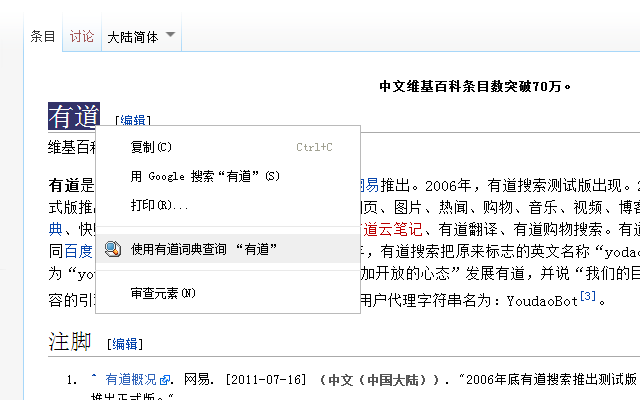 条目 讨论 大陆简体
中文维基百科条目数突破70万。
有道 [编辑]
维基百科
复制(C) Ctrl+C
用 Google 搜索“有道”(S)
打印(R)...
使用有道词典查询 “有道”
审查元素(N)
有道是 易推出。2006年，有道搜索测试版出现。2
式版推出 页、图片、热闻、购物、音乐、视频、博客
典、快 道云笔记、有道翻译、有道购物搜索。有道
同百度 年，有道搜索把原来标志的英文名称“yodao
为“you 加开放的心态”发展有道，并说“我们的目
容的引 用户代理字符串名为：YoudaoBot[3]。
注脚 [编辑]
1. ^ 有道概况. 网易. [2011-07-16] （中文（中国大陆））. “2006年底有道搜索推出测试版
推出正式版。”